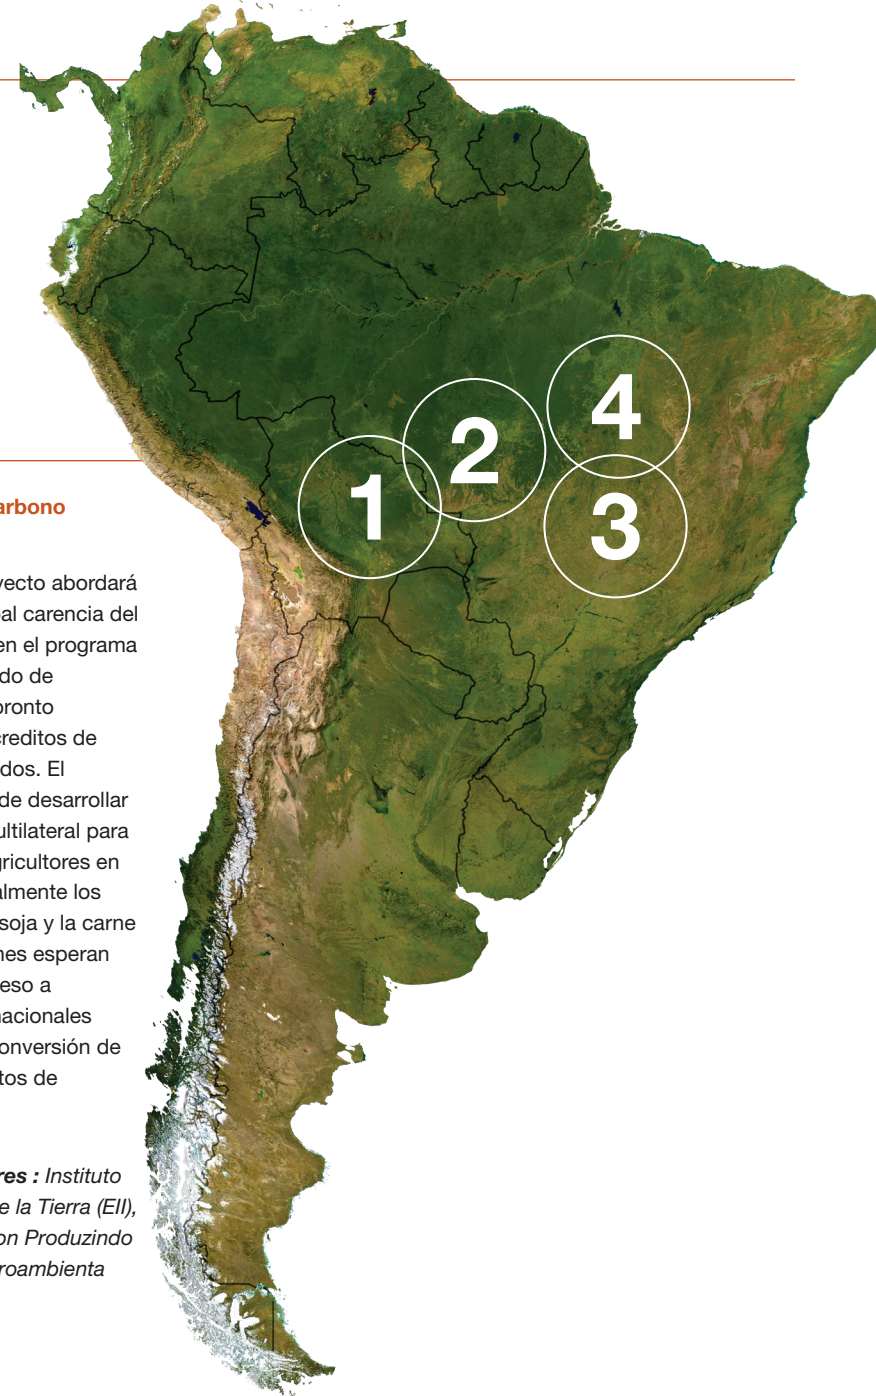 arbono
yecto abordará
al carencia del
en el programa
do de
pronto
creditos de
dos. El
de desarrollar
ultilateral para
gricultores en
almente los
soja y la carne
nes esperan
eso a
nacionales
onversión de
tos de
res : Instituto
e la Tierra (EII),
on Produzindo
roambienta
1
2
4
3